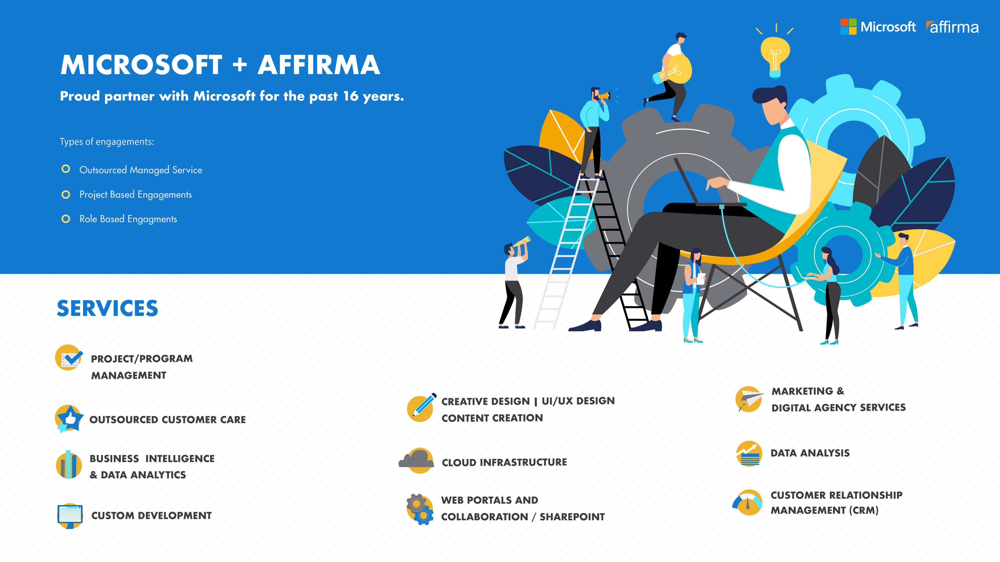 Microsoft affirma
MICROSOFT + AFFIRMA
Proud partner with Microsoft for the past 16 years.
Types of engagements:
Outsourced Managed Service
Project Based Engagements
Role Based Engagments
SERVICES
PROJECT/PROGRAM
MANAGEMENT
OUTSOURCED CUSTOMER CARE
BUSINESS INTELLIGENCE
& DATA ANALYTICS
CUSTOM DEVELOPMENT
CREATIVE DESIGN | UI/UX DESIGN
CONTENT CREATION
CLOUD INFRASTRUCTURE
WEB PORTALS AND
COLLABORATION / SHAREPOINT
MARKETING &
DIGITAL AGENCY SERVICES
DATA ANALYSIS
CUSTOMER RELATIONSHIP
MANAGEMENT (CRM)